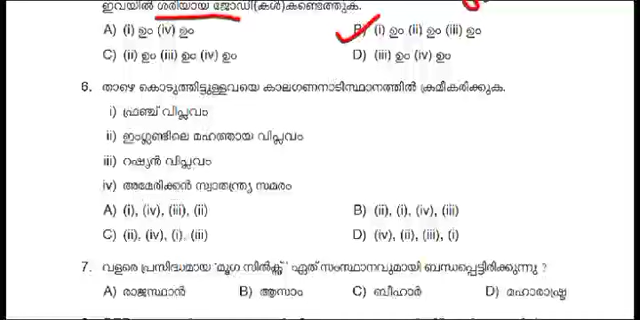 ഇവയിൽ ശരിയായ ജോഡി(കൾ)കണ്ടെത്തുക.
A) (i) ഉം (iv) ഉം B) (i) ഉം (ii) ഉം (iii) ഉം
C) (ii) ഉം (iii) ഉം (iv) ഉം D) (iii) ഉം (iv) ഉം
6. താഴെ കൊടുത്തിട്ടുള്ളവയെ കാലഗണനാടിസ്ഥാനത്തിൽ ക്രമീകരിക്കുക.
i) ഫ്രഞ്ച് വിപ്ലവം
ii) ഇംഗ്ലണ്ടിലെ മഹത്തായ വിപ്ലവം
iii) റഷ്യൻ വിപ്ലവം
iv) അമേരിക്കൻ സ്വാതന്ത്ര്യ സമരം
A) (i), (iv), (iii), (ii) B) (ii), (i), (iv), (iii)
C) (ii), (iv), (i), (iii) D) (iv), (ii), (iii), (i)
7. വളരെ പ്രസിദ്ധമായ 'മൂഗ സിൽക്ക്' ഏത് സംസ്ഥാനവുമായി ബന്ധപ്പെട്ടിരിക്കുന്നു ?
A) രാജസ്ഥാൻ B) ആസാം C) ബീഹാർ D) മഹാരാഷ്ട്ര